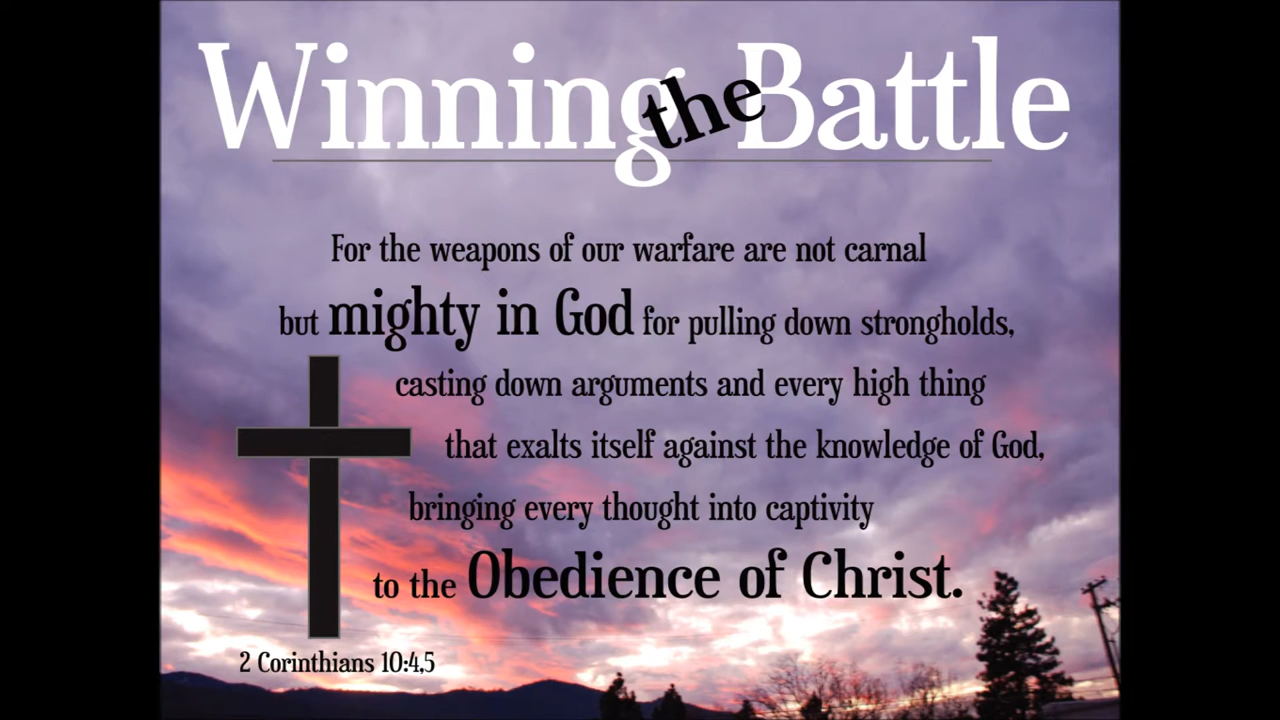 Winning the Battle
For the weapons of our warfare are not carnal
but mighty in God for pulling down strongholds,
casting down arguments and every high thing
that exalts itself against the knowledge of God,
bringing every thought into captivity
to the Obedience of Christ.
2 Corinthians 10:4,5